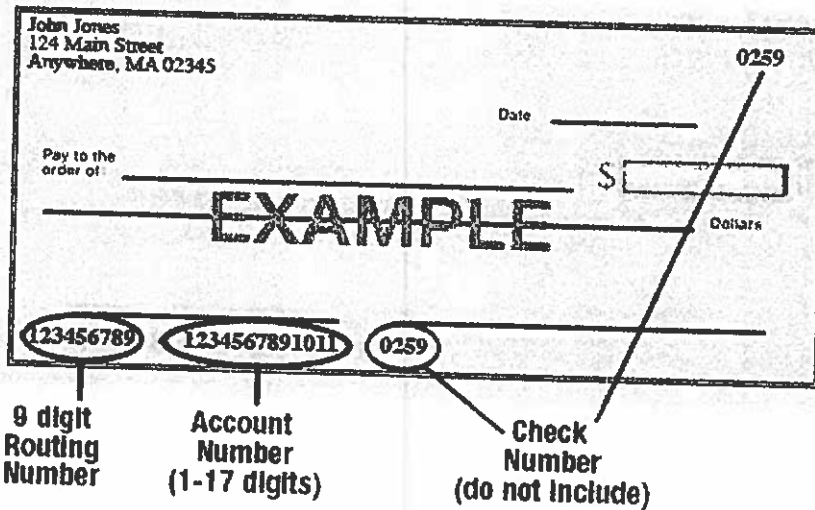 John Jones
124 Main Street
Anywhere, MA 02345
0259
Date
Pay to the
order of:
$
EXAMPLE
Dollars
123456789 1234567891011 0259
9 digit
Routing
Number
Account
Number
(1-17 digits)
Check
Number
(do not include)